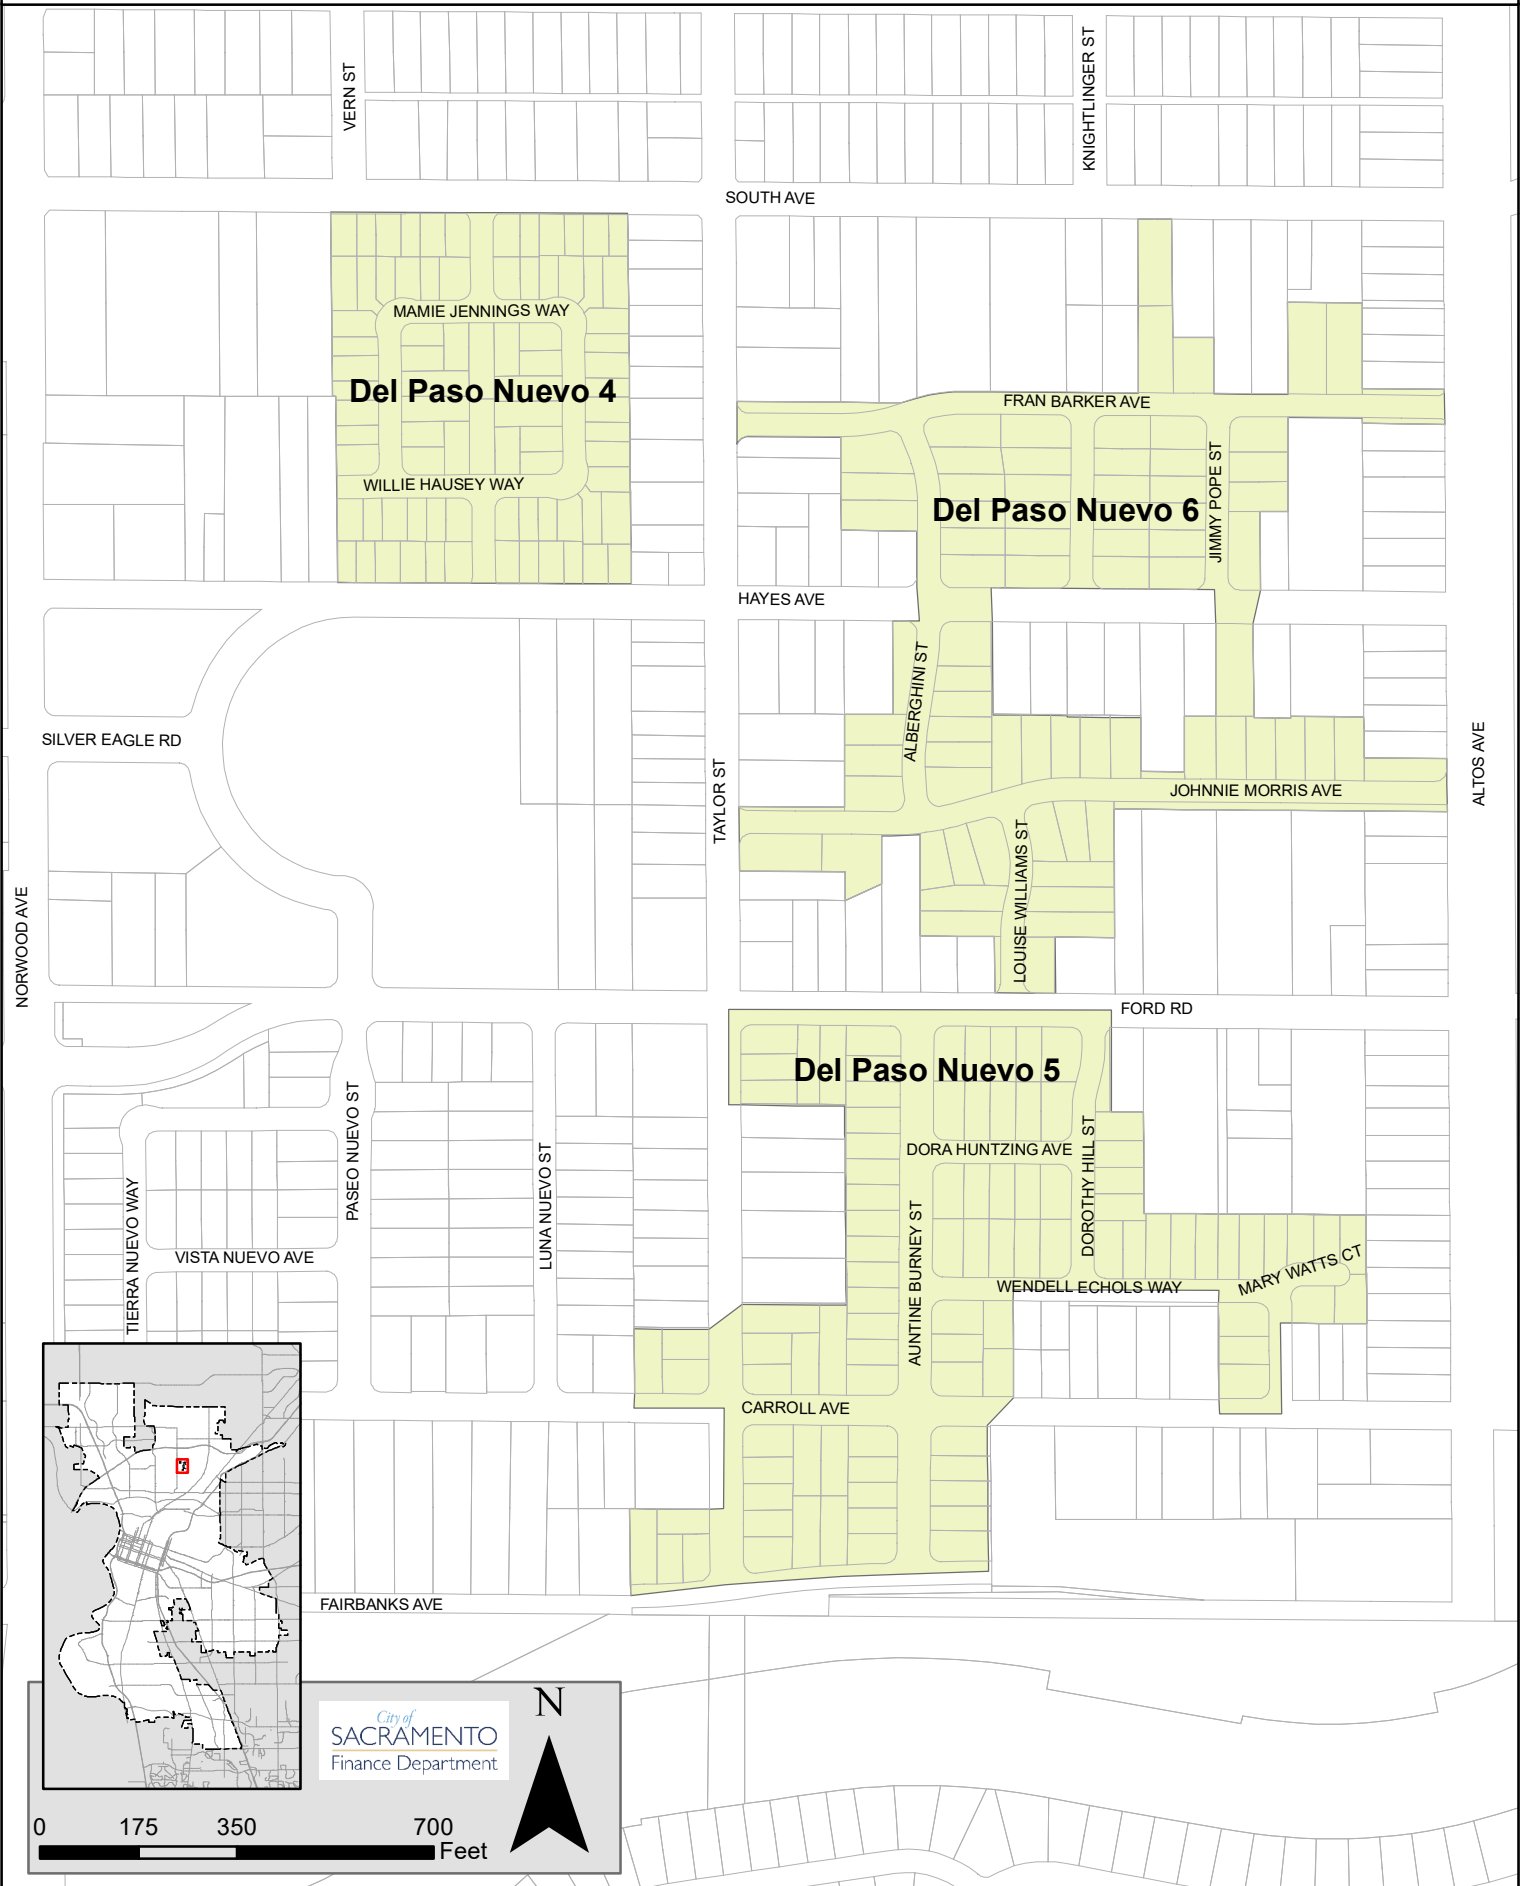 VERN ST
KNIGHTLINGER ST
SOUTH AVE
MAMIE JENNINGS WAY
Del Paso Nuevo 4
WILLIE HAUSEY WAY
FRAN BARKER AVE
JIMMY POPE ST
Del Paso Nuevo 6
HAYES AVE
ALBERGHINI ST
SILVER EAGLE RD
TAYLOR ST
ALTOS AVE
JOHNNIE MORRIS AVE
LOUISE WILLIAMS ST
NORWOOD AVE
FORD RD
Del Paso Nuevo 5
PASEO NUEVO ST
LUNA NUEVO ST
DORA HUNTZING AVE
DOROTHY HILL ST
TIERRA NUEVO WAY
VISTA NUEVO AVE
AUNTINE BURNEY ST
WENDELL ECHOLS WAY
MARY WATTS CT
CARROLL AVE
FAIRBANKS AVE
N
City of
SACRAMENTO
Finance Department
0 175 350 700
Feet